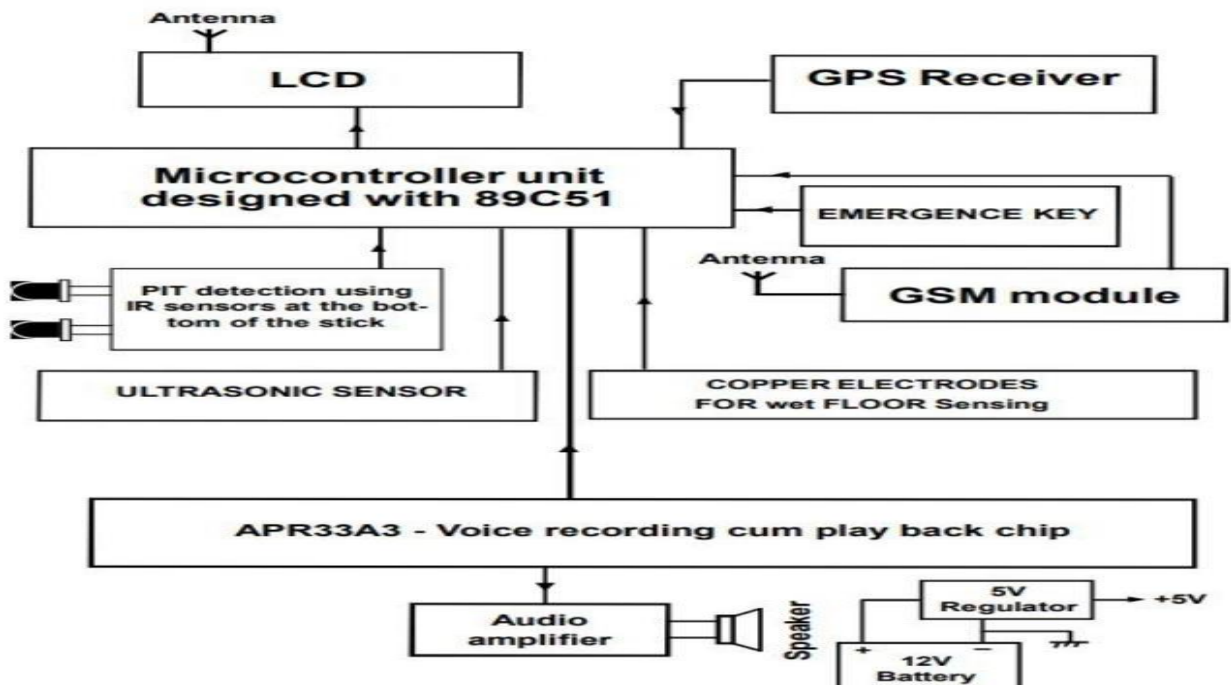 Antenna
LCD
GPS Receiver
Microcontroller unit
designed with 89C51
EMERGENCE KEY
Antenna
GSM module
PIT detection using
IR sensors at the bot-
tom of the stick
ULTRASONIC SENSOR
COPPER ELECTRODES
FOR wet FLOOR Sensing
APR33A3 - Voice recording cum play back chip
Audio
amplifier
Speaker
5V
Regulator
+5V
+ −
12V
Battery